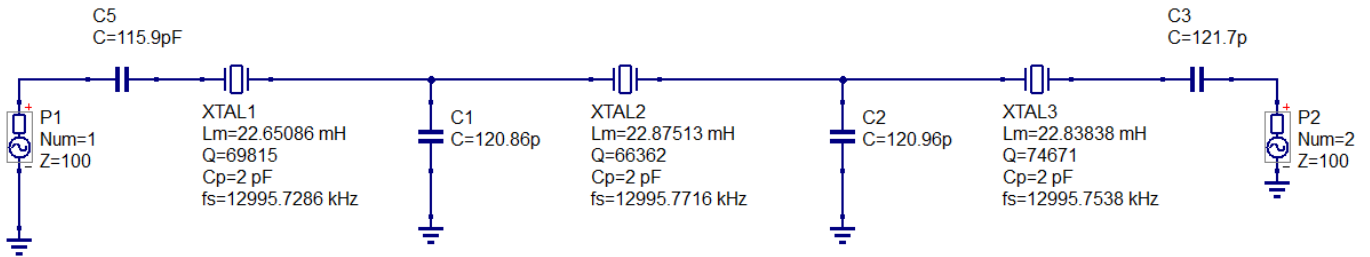 C5
C=115.9pF
C3
C=121.7p
P1
Num=1
Z=100
XTAL1
Lm=22.65086 mH
Q=69815
Cp=2 pF
fs=12995.7286 kHz
C1
C=120.86p
XTAL2
Lm=22.87513 mH
Q=66362
Cp=2 pF
fs=12995.7716 kHz
C2
C=120.96p
XTAL3
Lm=22.83838 mH
Q=74671
Cp=2 pF
fs=12995.7538 kHz
P2
Num=2
Z=100